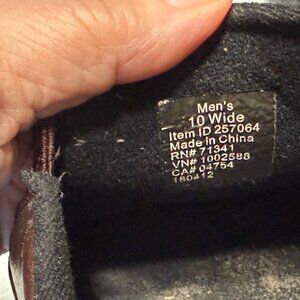 Men's
10 Wide
Item ID 257064
Made in China
RN# 71341
VN# 1002588
CA# 04754
180412